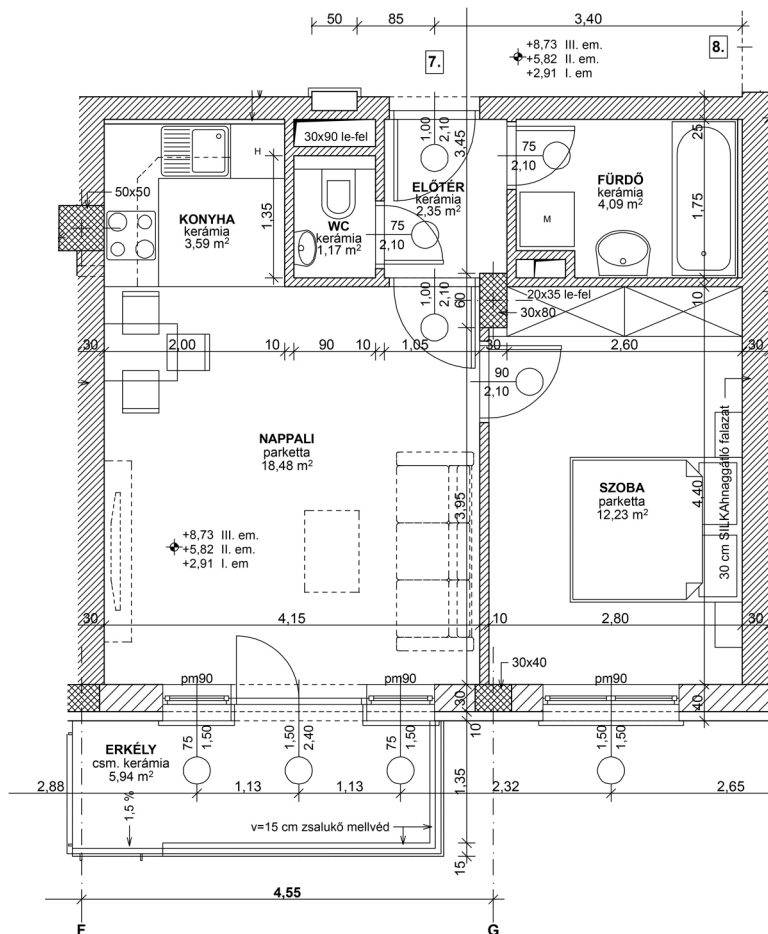 50 85 3,40
7.
8.
+8,73 III. em.
+5,82 II. em.
+2,91 I. em
30x90 le-fel
1,00
2,10
3,45
75
2,10
25
H
50x50
KONYHA
kerámia
3,59 m²
1,35
WC
kerámia
1,17 m²
75
2,10
ELŐTÉR
kerámia
2,35 m²
FÜRDŐ
kerámia
4,09 m²
M
1,75
1,00
2,10
60
20x35 le-fel
30x80
10
30 2,00 10 90 10 1,05 30 2,60 30
90
2,10
NAPPALI
parketta
18,48 m²
3,95
SZOBA
parketta
12,23 m²
4,40
30 cm SILKAhnaggátló falazat
+8,73 III. em.
+5,82 II. em.
+2,91 I. em
30 4,15 10 2,80 30
pm90
pm90
30x40
pm90
30
40
10
ERKÉLY
csm. kerámia
5,94 m²
75
1,50
1,50
2,40
75
1,50
1,50
1,50
2,88 1,13 1,13 2,32 2,65
1,35
1,5 %
v=15 cm zsalukő mellvéd
15
4,55
F G